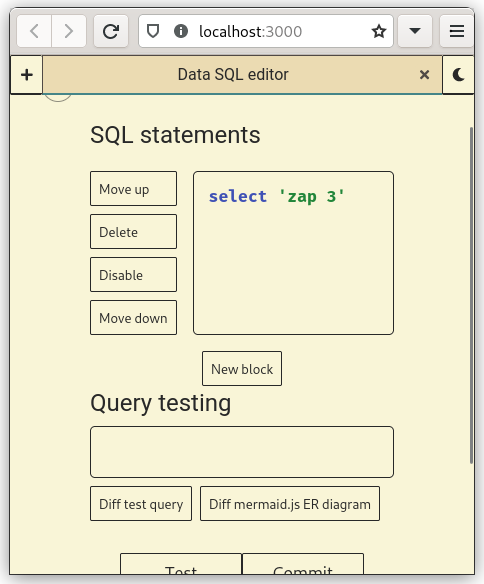 localhost:3000
+ Data SQL editor ×
SQL statements
Move up
Delete
Disable
Move down
select 'zap 3'
New block
Query testing
Diff test query Diff mermaid.js ER diagram
Test Commit